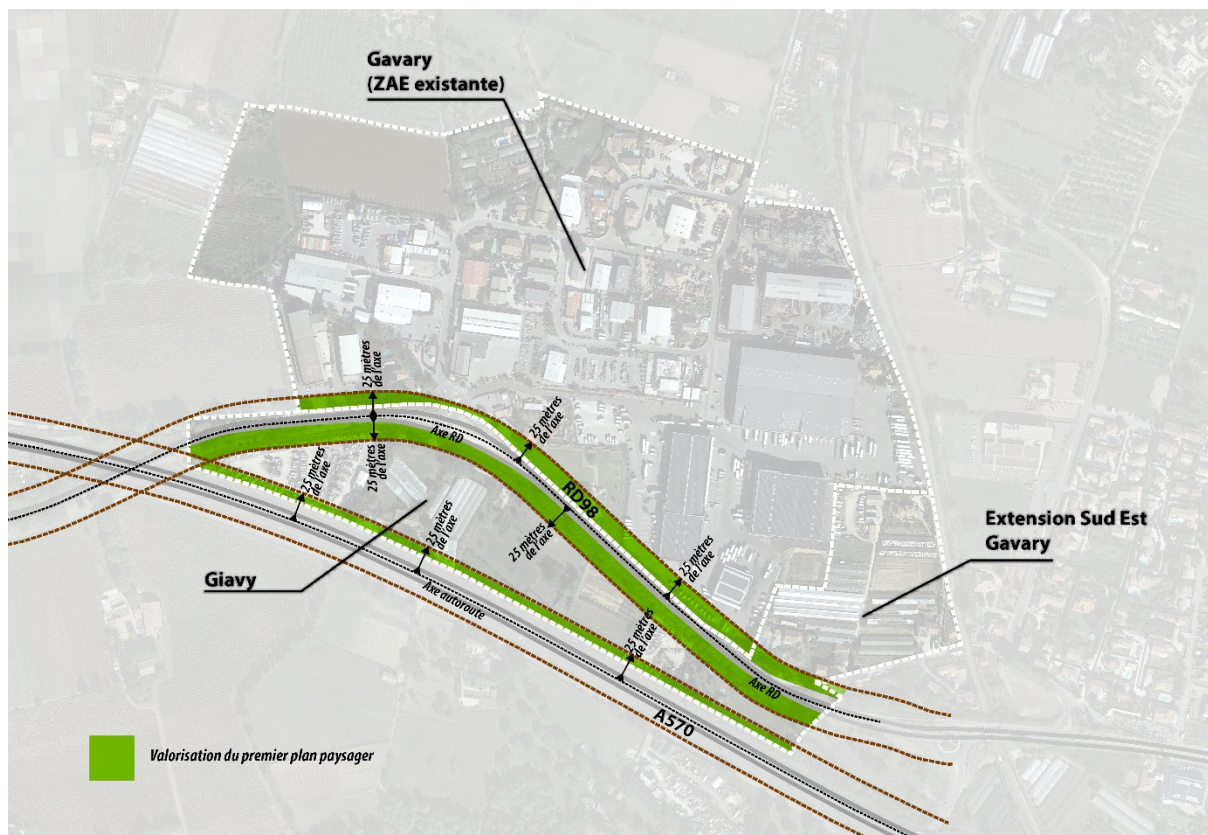 Gavary
(ZAE existante)
25 mètres
de l'axe
Axe RD
25 mètres
de l'axe
25 mètres
de l'axe
25 mètres
de l'axe
RD98
25 mètres
de l'axe
25 mètres
de l'axe
25 mètres
de l'axe
Extension Sud Est
Gavary
Giavy
Axe autoroute
25 mètres
de l'axe
Axe RD
A570
Valorisation du premier plan paysager